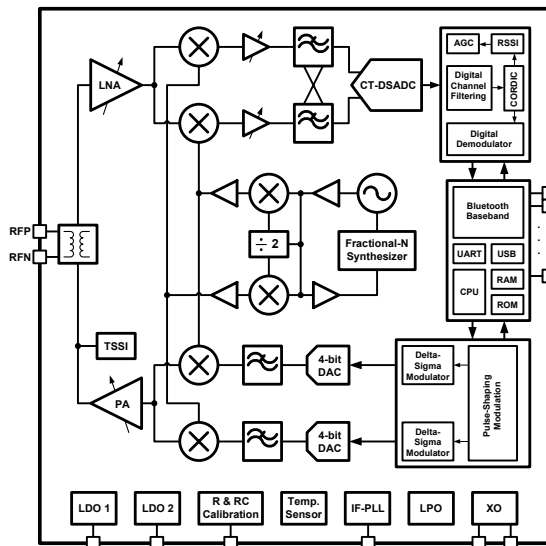 LNA
CT-DSADC
AGC
RSSI
Digital
Channel
Filtering
CORDIC
Digital
Demodulator
RFP
RFN
÷ 2
Fractional-N
Synthesizer
Bluetooth
Baseband
UART
USB
CPU
RAM
ROM
TSSI
PA
4-bit
DAC
4-bit
DAC
Delta-
Sigma
Modulator
Delta-
Sigma
Modulator
Pulse-Shaping
Modulation
LDO 1
LDO 2
R & RC
Calibration
Temp.
Sensor
IF-PLL
LPO
XO